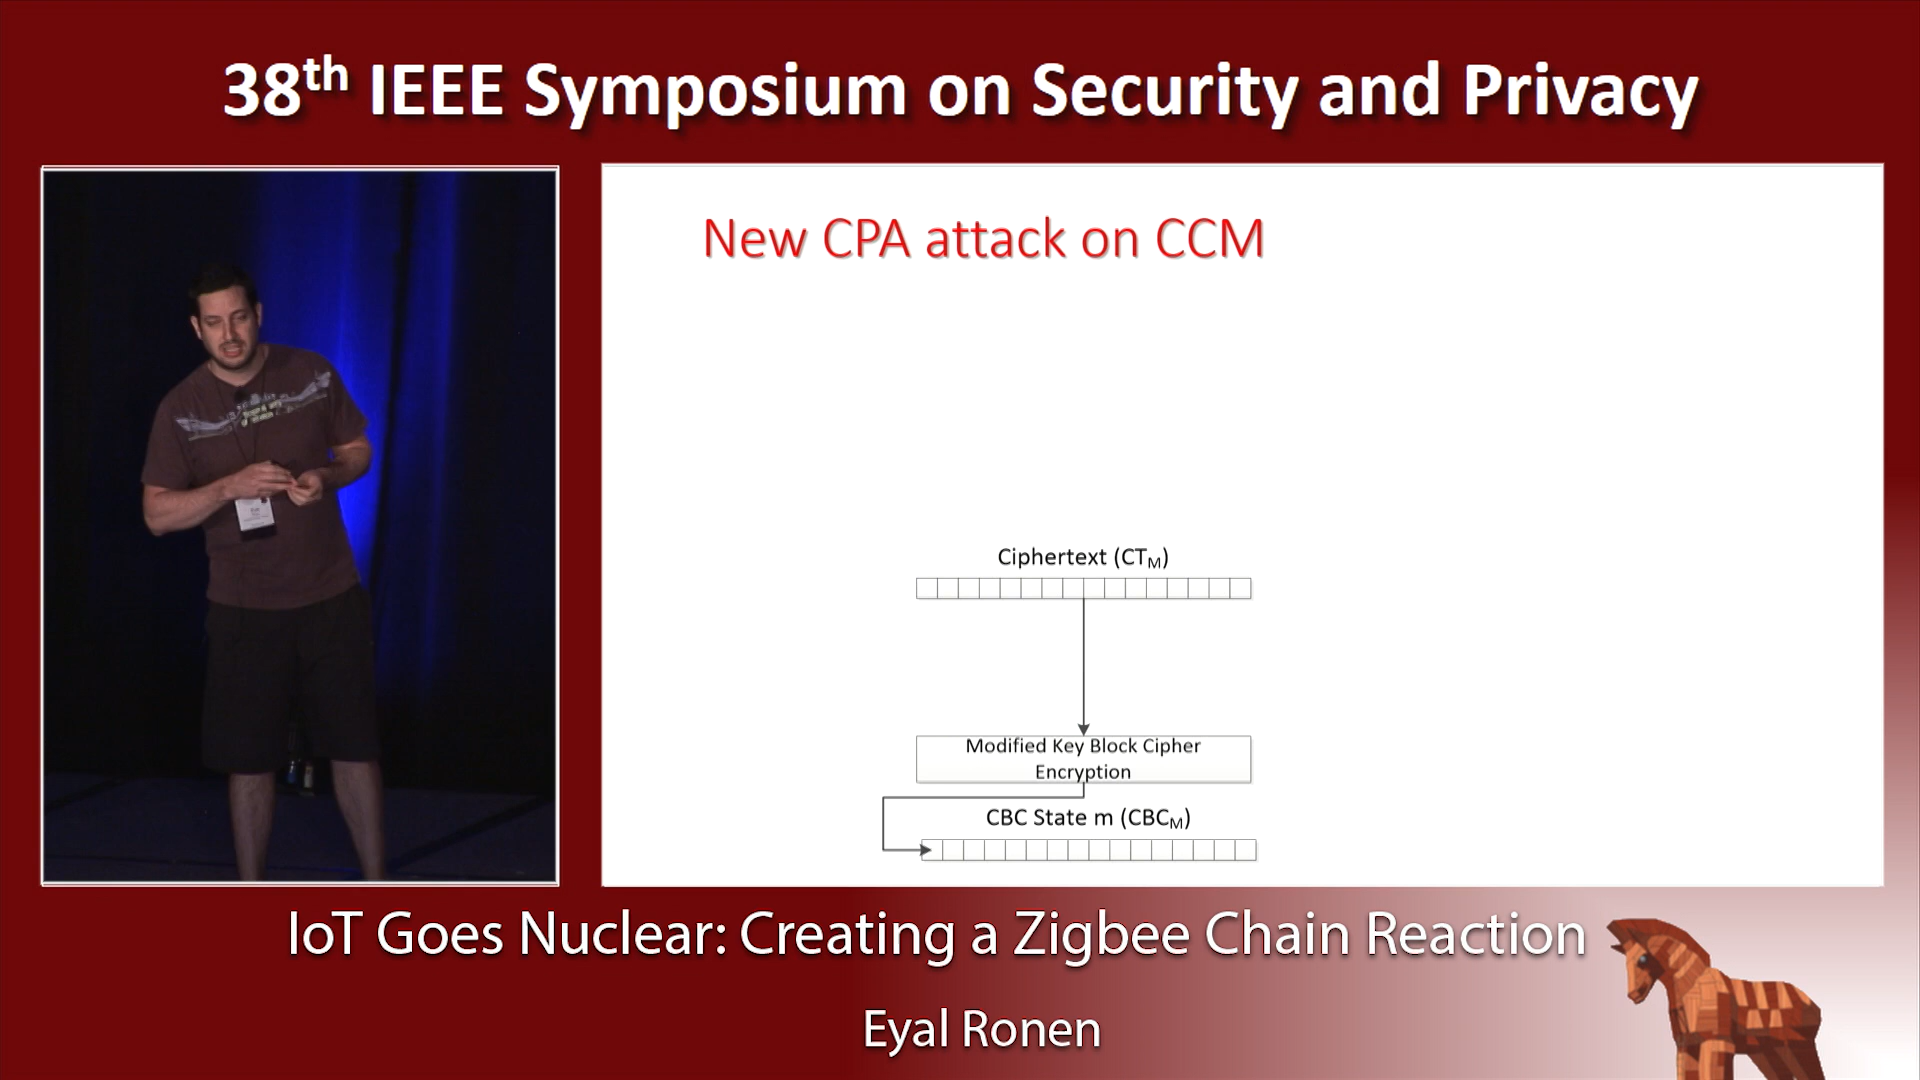 38th IEEE Symposium on Security and Privacy
New CPA attack on CCM
Ciphertext (CTM)
Modified Key Block Cipher
Encryption
CBC State m (CBCM)
IoT Goes Nuclear: Creating a Zigbee Chain Reaction
Eyal Ronen